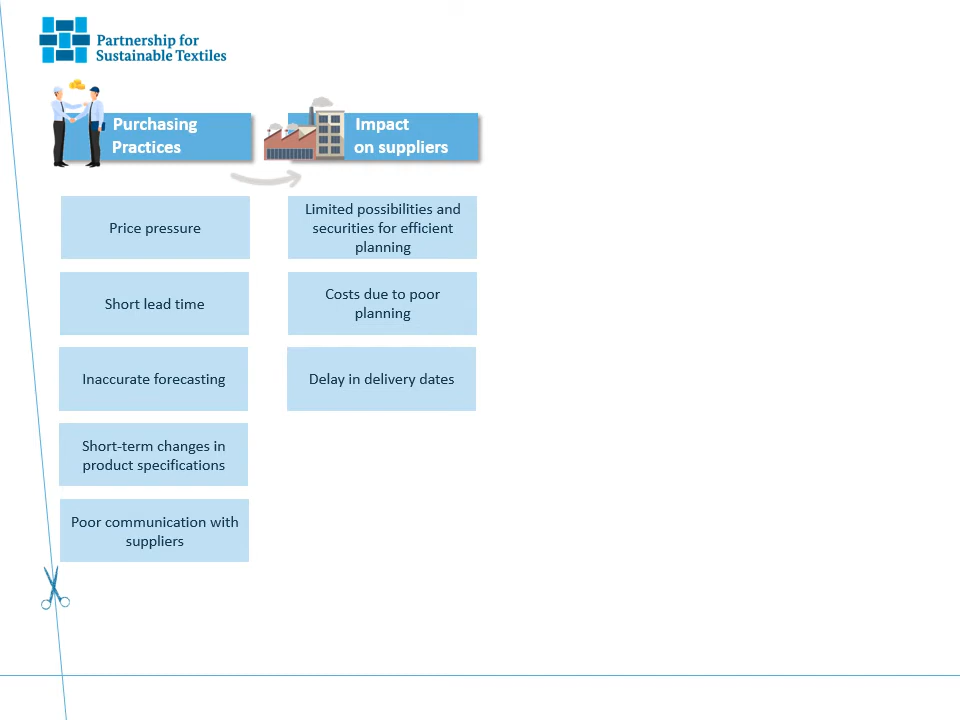 Partnership for
Sustainable Textiles
Purchasing
Practices
Impact
on suppliers
Price pressure
Short lead time
Inaccurate forecasting
Short-term changes in
product specifications
Poor communication with
suppliers
Limited possibilities and
securities for efficient
planning
Costs due to poor
planning
Delay in delivery dates